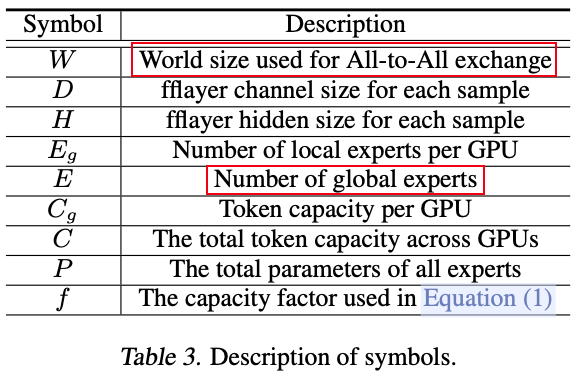 Symbol Description
W World size used for All-to-All exchange
D fflayer channel size for each sample
H fflayer hidden size for each sample
E_g Number of local experts per GPU
E Number of global experts
C_g Token capacity per GPU
C The total token capacity across GPUs
P The total parameters of all experts
f The capacity factor used in Equation (1)
Table 3. Description of symbols.